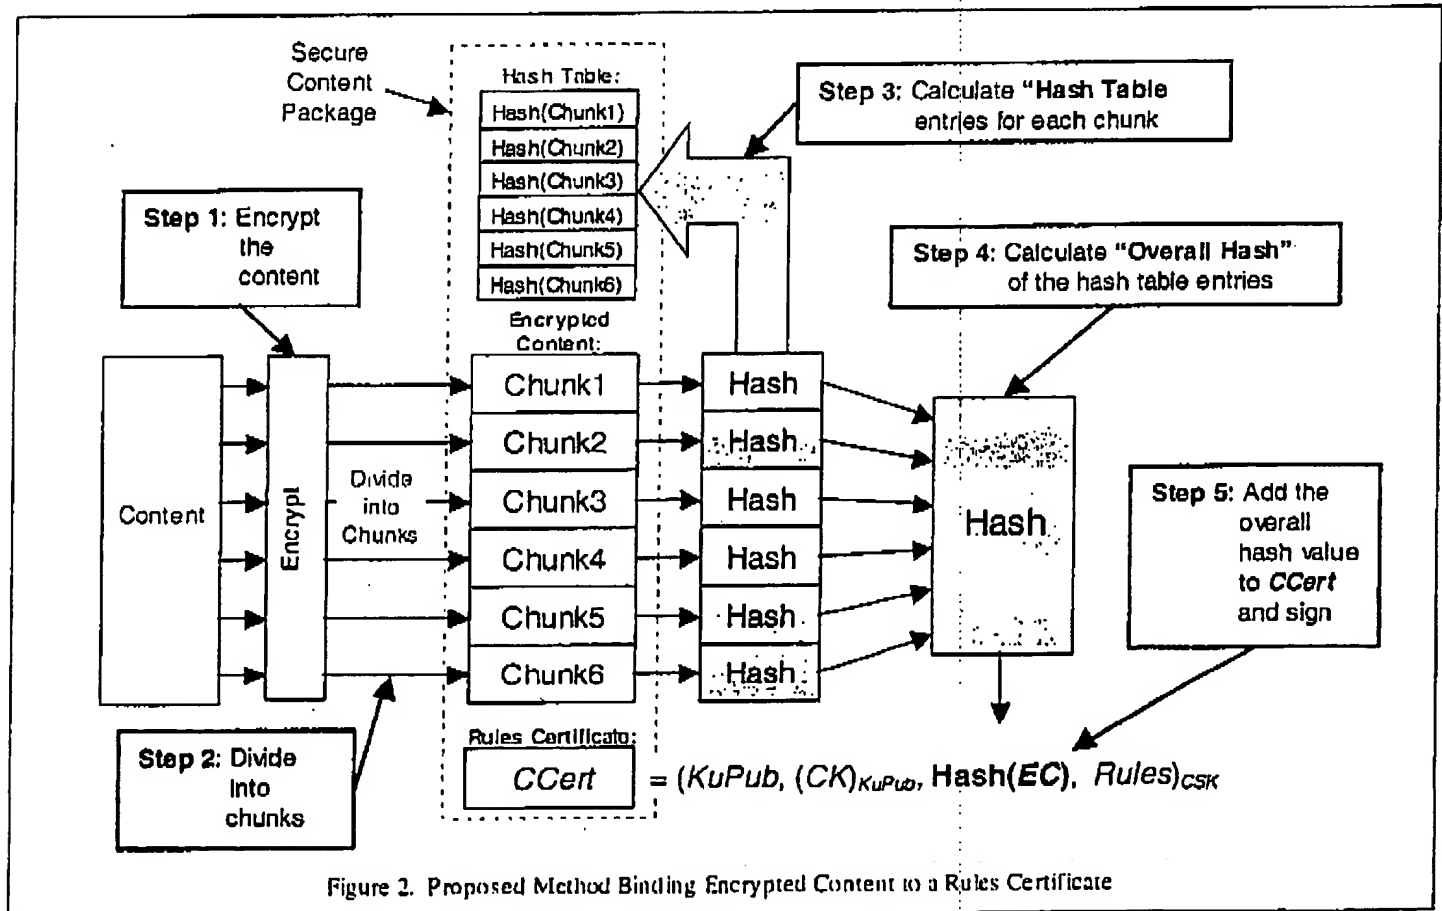 Secure
Content
Package
Hash Table:
Hash(Chunk1)
Hash(Chunk2)
Hash(Chunk3)
Hash(Chunk4)
Hash(Chunk5)
Hash(Chunk6)
Step 3: Calculate "Hash Table
entries for each chunk
Step 1: Encrypt
the
content
Step 4: Calculate "Overall Hash"
of the hash table entries
Encrypted
Content:
Content
Encrypt
Divide
into
Chunks
Chunk1
Chunk2
Chunk3
Chunk4
Chunk5
Chunk6
Hash
Hash
Hash
Hash
Hash
Hash
Hash
Step 5: Add the
overall
hash value
to CCert
and sign
Step 2: Divide
into
chunks
Rules Certificate:
CCert = (KuPub, (CK)KuPub, Hash(EC), Rules)CSK
Figure 2. Proposed Method Binding Encrypted Content to a Rules Certificate